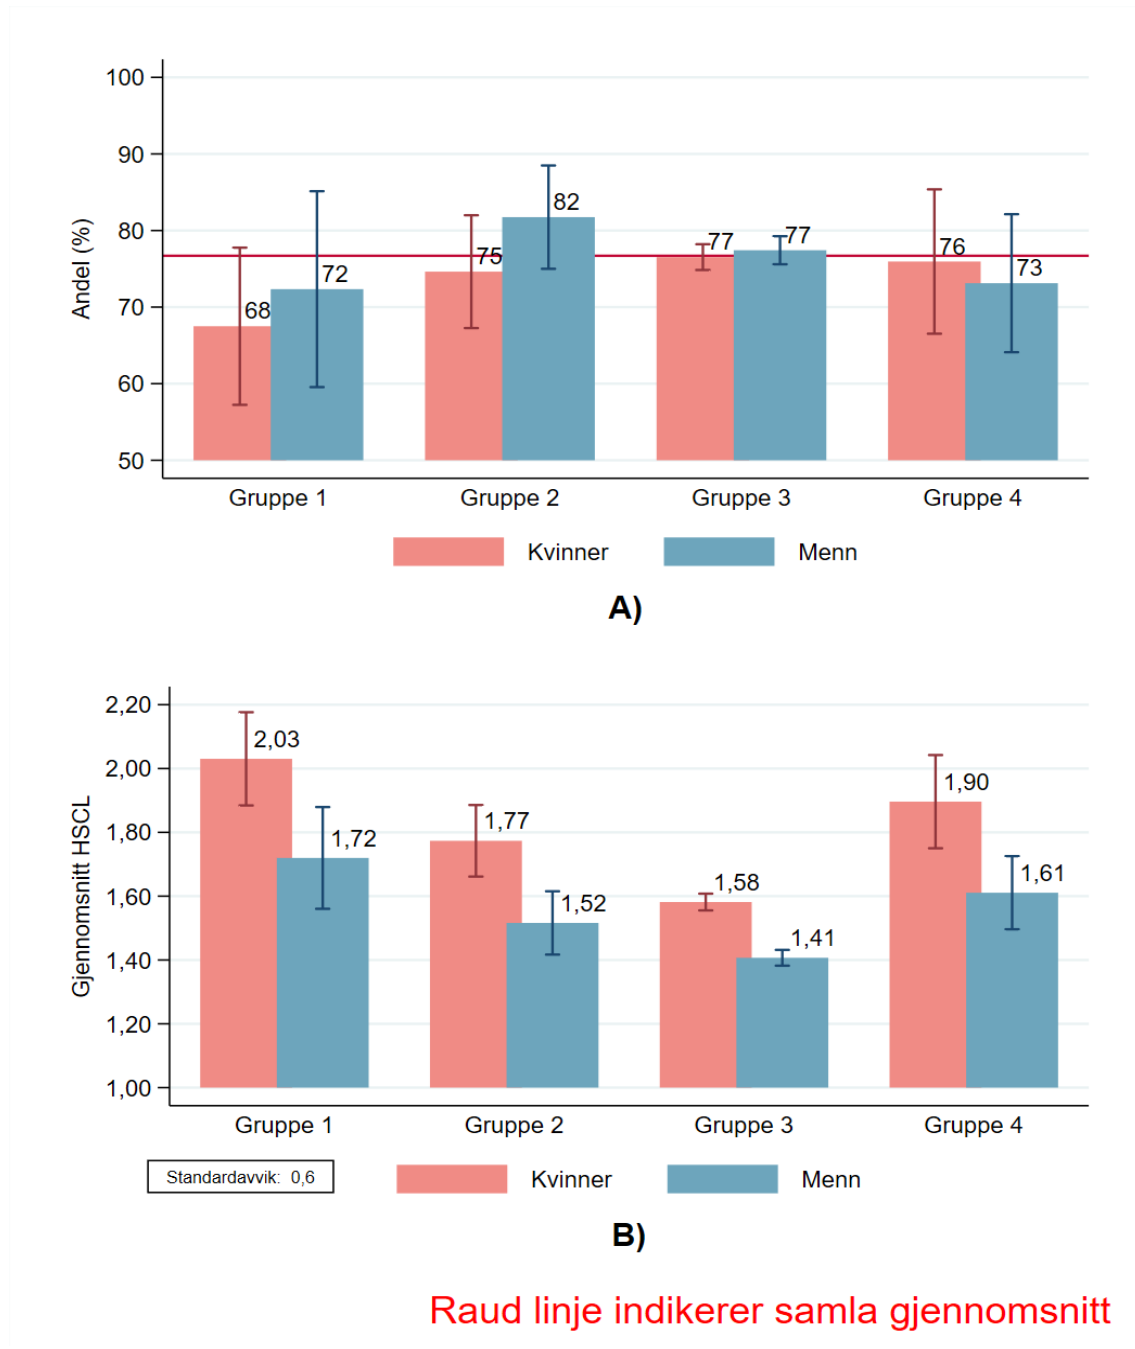 100
90
80
70
60
50
Andel (%)
68
72
75
82
77
77
76
73
Gruppe 1
Gruppe 2
Gruppe 3
Gruppe 4
Kvinner
Menn
A)
2,20
2,00
1,80
1,60
1,40
1,20
1,00
Gjennomsnitt HSCL
2,03
1,72
1,77
1,52
1,58
1,41
1,90
1,61
Gruppe 1
Gruppe 2
Gruppe 3
Gruppe 4
Standardavvik: 0,6
Kvinner
Menn
B)
Raud linje indikerer samla gjennomsnitt